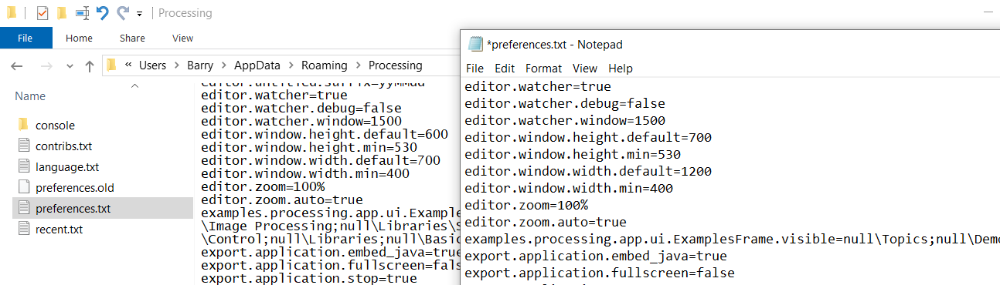 Processing
File Home Share View
« Users > Barry > AppData > Roaming > Processing
Name
console
contribs.txt
language.txt
preferences.old
preferences.txt
recent.txt
editor.untitled.suffix=yyMMdd
editor.watcher=true
editor.watcher.debug=false
editor.watcher.window=1500
editor.window.height.default=600
editor.window.height.min=530
editor.window.width.default=700
editor.window.width.min=400
editor.zoom=100%
editor.zoom.auto=true
examples.processing.app.ui.Example
\Image Processing;null\Libraries\S
\Control;null\Libraries;null\Basic
export.application.embed_java=true
export.application.fullscreen=fals
export.application.stop=true
*preferences.txt - Notepad
File Edit Format View Help
editor.watcher=true
editor.watcher.debug=false
editor.watcher.window=1500
editor.window.height.default=700
editor.window.height.min=530
editor.window.width.default=1200
editor.window.width.min=400
editor.zoom=100%
editor.zoom.auto=true
examples.processing.app.ui.ExamplesFrame.visible=null\Topics;null\Demo
export.application.embed_java=true
export.application.fullscreen=false